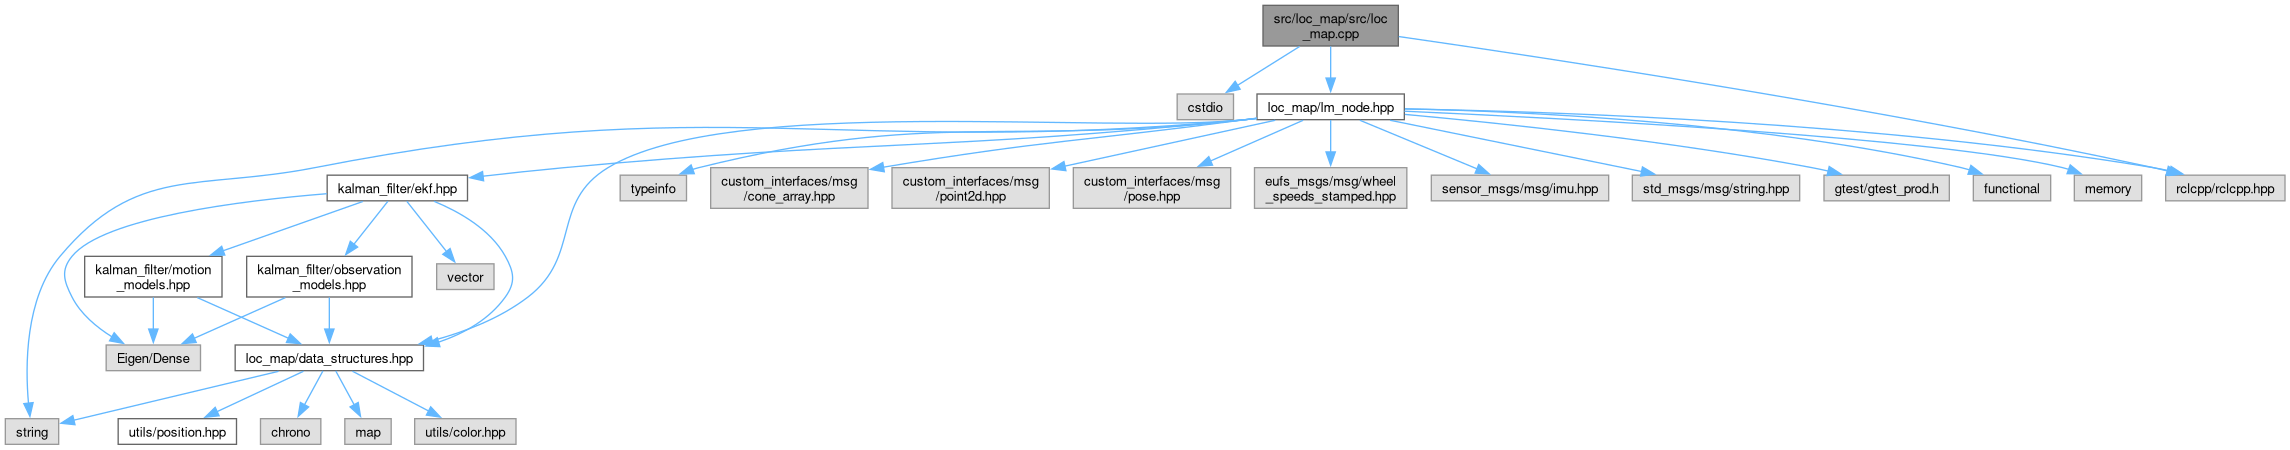 src/loc_map/src/loc
_map.cpp
cstdio
loc_map/lm_node.hpp
kalman_filter/ekf.hpp
typeinfo
custom_interfaces/msg
/cone_array.hpp
custom_interfaces/msg
/point2d.hpp
custom_interfaces/msg
/pose.hpp
eufs_msgs/msg/wheel
_speeds_stamped.hpp
sensor_msgs/msg/imu.hpp
std_msgs/msg/string.hpp
gtest/gtest_prod.h
functional
memory
rclcpp/rclcpp.hpp
kalman_filter/motion
_models.hpp
kalman_filter/observation
_models.hpp
vector
Eigen/Dense
loc_map/data_structures.hpp
string
utils/position.hpp
chrono
map
utils/color.hpp